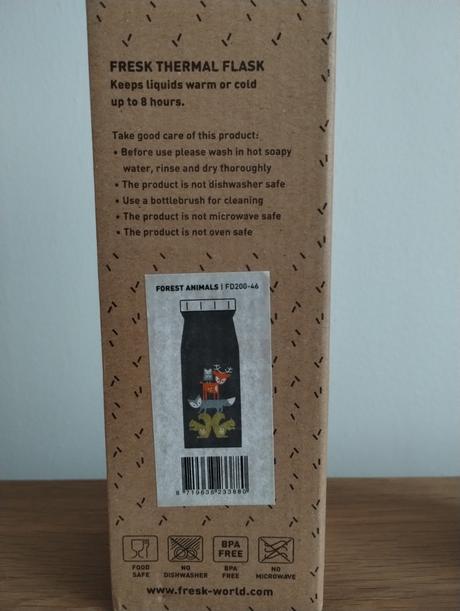 FRESK THERMAL FLASK
Keeps liquids warm or cold
up to 8 hours.
Take good care of this product:
• Before use please wash in hot soapy
water, rinse and dry thoroughly
• The product is not dishwasher safe
• Use a bottlebrush for cleaning
• The product is not microwave safe
• The product is not oven safe
FOREST ANIMALS | FD200-46
8 719635 233880
BPA
FREE
FOOD
SAFE
NO
DISHWASHER
BPA
FREE
NO
MICROWAVE
www.fresk-world.com